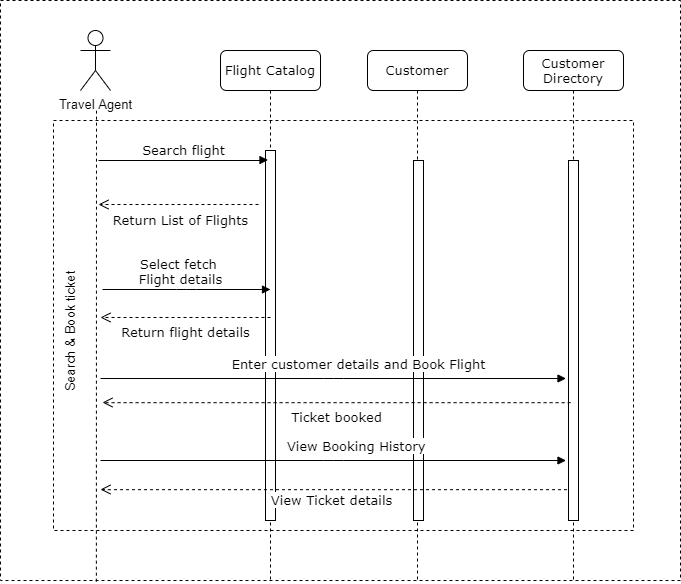 Flight Catalog
Customer
Customer
Directory
Travel Agent
Search flight
Return List of Flights
Select fetch
Flight details
Search & Book ticket
Return flight details
Enter customer details and Book Flight
Ticket booked
View Booking History
View Ticket details